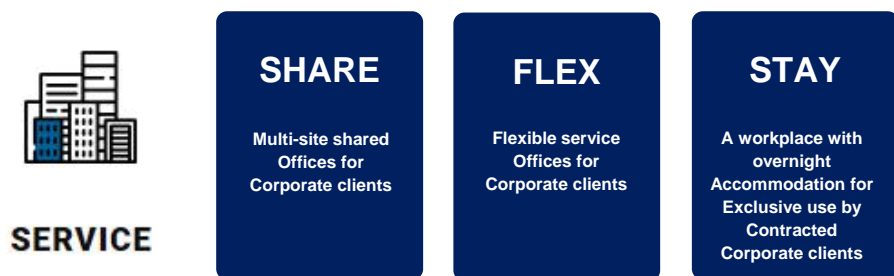 SERVICE
SHARE
Multi-site shared
Offices for
Corporate clients
FLEX
Flexible service
Offices for
Corporate clients
STAY
A workplace with
overnight
Accommodation for
Exclusive use by
Contracted
Corporate clients